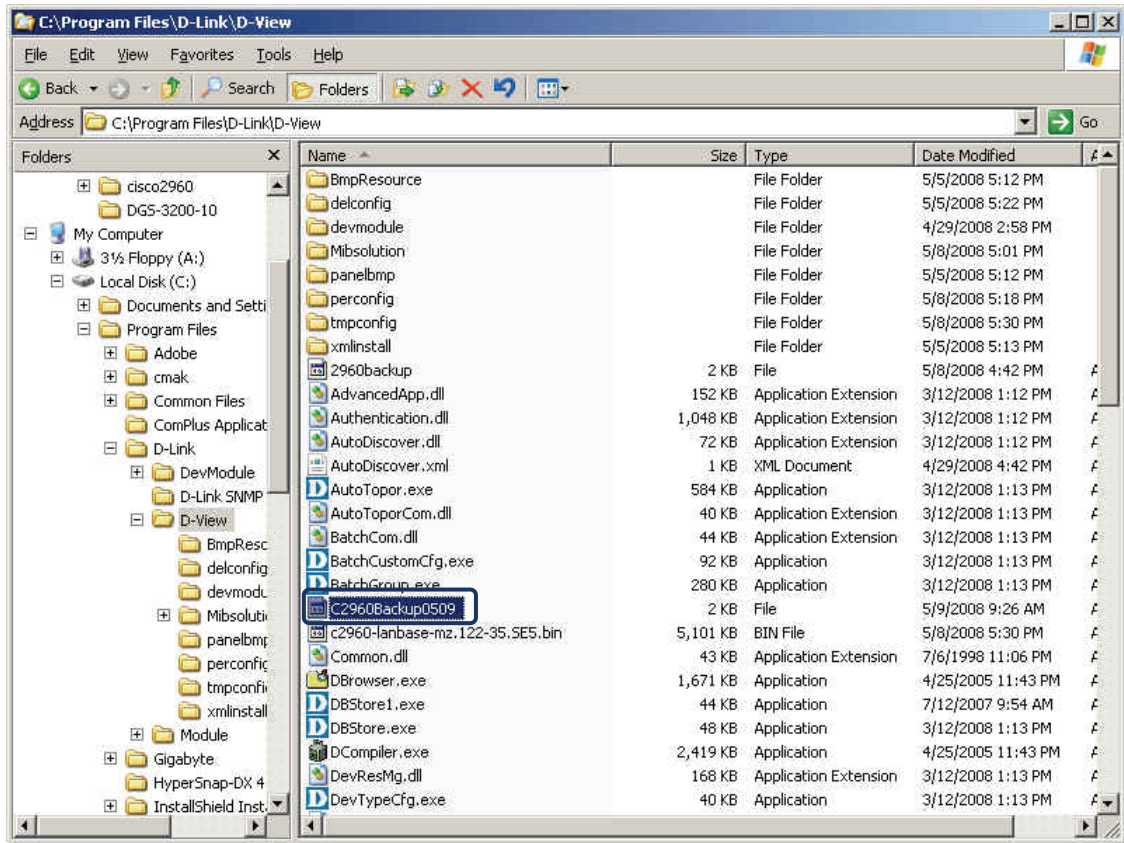 C:\Program Files\D-Link\D-View
File Edit View Favorites Tools Help
Back Search Folders
Address C:\Program Files\D-Link\D-View Go
Folders
cisco2960
DGS-3200-10
My Computer
3½ Floppy (A:)
Local Disk (C:)
Documents and Setti
Program Files
Adobe
cmak
Common Files
ComPlus Applicat
D-Link
DevModule
D-Link SNMP
D-View
BmpResc
delconfig
devmodu
Mibsoluti
panelbmp
perconfig
tmpconfi
xmlinstall
Module
Gigabyte
HyperSnap-DX 4
InstallShield Inst
Name Size Type Date Modified A
BmpResource File Folder 5/5/2008 5:12 PM
delconfig File Folder 5/5/2008 5:22 PM
devmodule File Folder 4/29/2008 2:58 PM
Mibsolution File Folder 5/8/2008 5:01 PM
panelbmp File Folder 5/5/2008 5:12 PM
perconfig File Folder 5/8/2008 5:18 PM
tmpconfig File Folder 5/8/2008 5:30 PM
xmlinstall File Folder 5/5/2008 5:13 PM
2960backup 2 KB File 5/8/2008 4:42 PM A
AdvancedApp.dll 152 KB Application Extension 3/12/2008 1:12 PM A
Authentication.dll 1,048 KB Application Extension 3/12/2008 1:12 PM A
AutoDiscover.dll 72 KB Application Extension 3/12/2008 1:12 PM A
AutoDiscover.xml 1 KB XML Document 4/29/2008 4:42 PM A
AutoTopor.exe 584 KB Application 3/12/2008 1:13 PM A
AutoToporCom.dll 40 KB Application Extension 3/12/2008 1:13 PM A
BatchCom.dll 44 KB Application Extension 3/12/2008 1:13 PM A
BatchCustomCfg.exe 92 KB Application 3/12/2008 1:13 PM A
BatchGroup.exe 280 KB Application 3/12/2008 1:13 PM A
C2960Backup0509 2 KB File 5/9/2008 9:26 AM A
c2960-lanbase-mz.122-35.SE5.bin 5,101 KB BIN File 5/8/2008 5:30 PM A
Common.dll 43 KB Application Extension 7/6/1998 11:06 PM A
DBrowser.exe 1,671 KB Application 4/25/2005 11:43 PM A
DBStore1.exe 44 KB Application 7/12/2007 9:54 AM A
DBStore.exe 48 KB Application 3/12/2008 1:13 PM A
DCompiler.exe 2,419 KB Application 4/25/2005 11:43 PM A
DevResMg.dll 168 KB Application Extension 3/12/2008 1:13 PM A
DevTypeCfg.exe 40 KB Application 3/12/2008 1:13 PM A